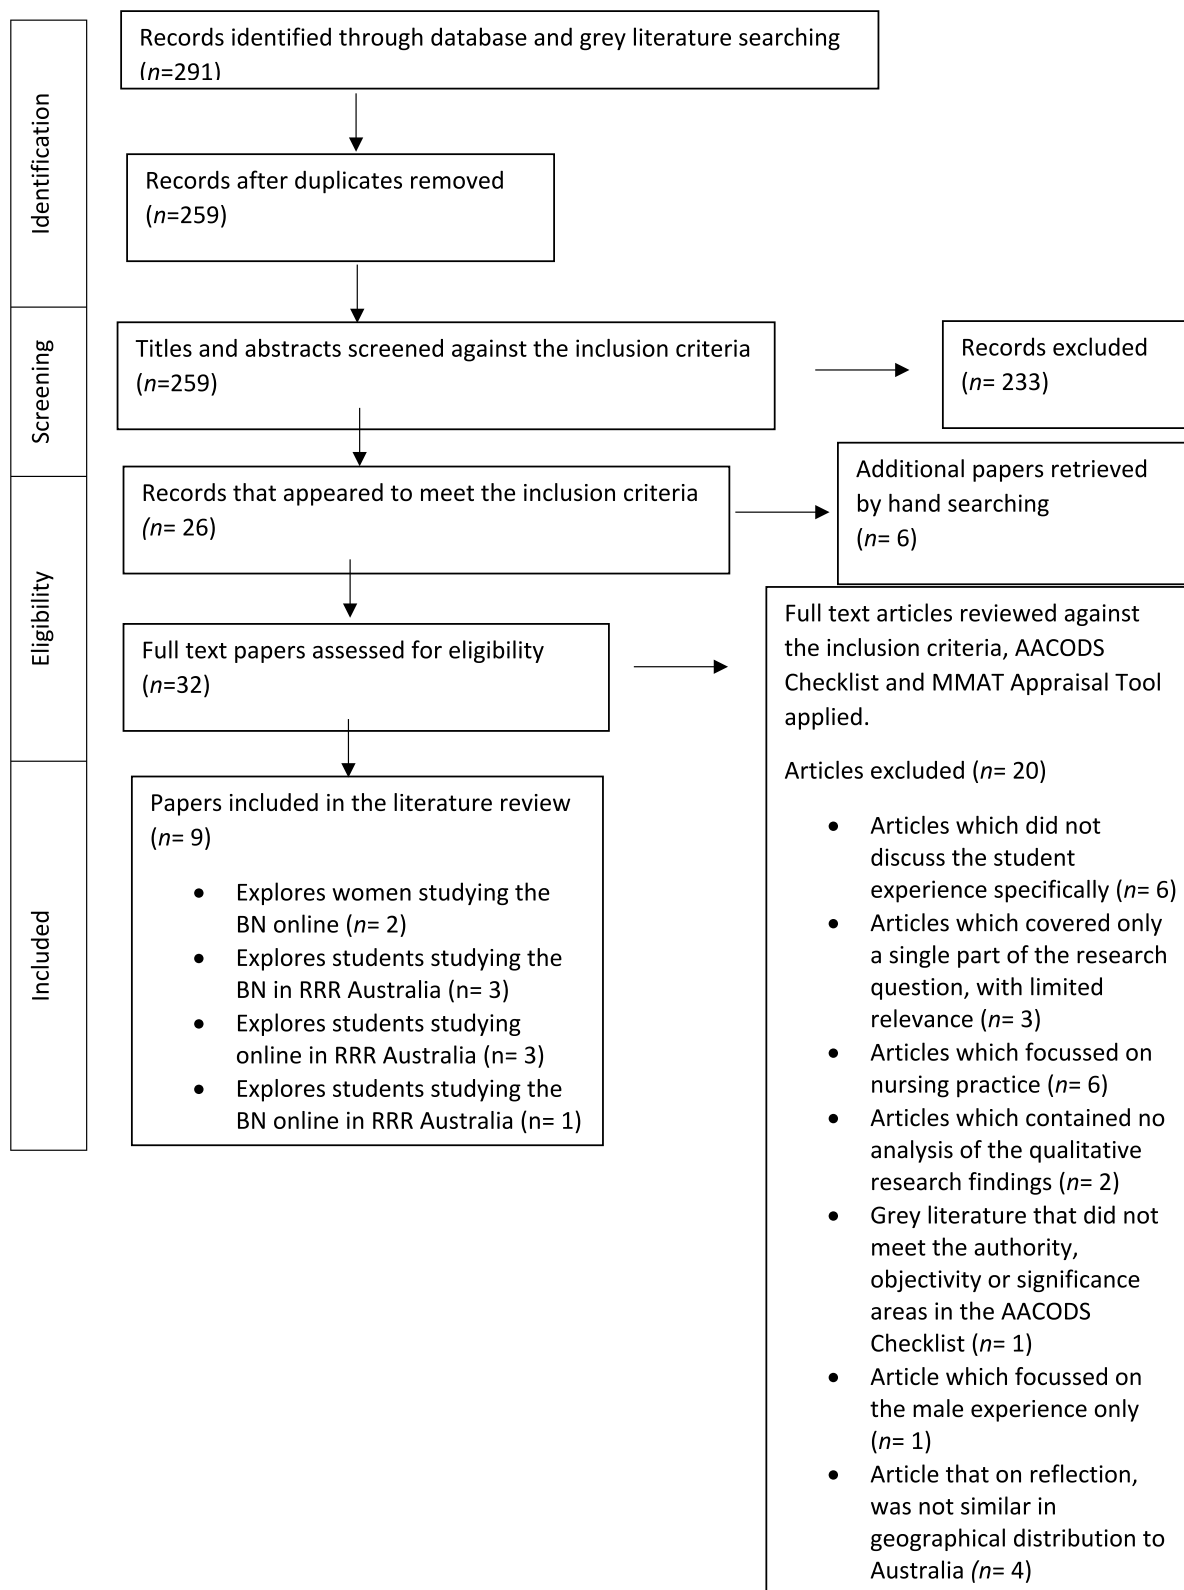 Identification
Records identified through database and grey literature searching
(n=291)
Records after duplicates removed
(n=259)
Screening
Titles and abstracts screened against the inclusion criteria
(n=259)
Records excluded
(n= 233)
Eligibility
Records that appeared to meet the inclusion criteria
(n= 26)
Additional papers retrieved
by hand searching
(n= 6)
Full text papers assessed for eligibility
(n=32)
Full text articles reviewed against
the inclusion criteria, AACODS
Checklist and MMAT Appraisal Tool
applied.
Articles excluded (n= 20)
• Articles which did not
discuss the student
experience specifically (n= 6)
• Articles which covered only
a single part of the research
question, with limited
relevance (n= 3)
• Articles which focussed on
nursing practice (n= 6)
• Articles which contained no
analysis of the qualitative
research findings (n= 2)
• Grey literature that did not
meet the authority,
objectivity or significance
areas in the AACODS
Checklist (n= 1)
• Article which focussed on
the male experience only
(n= 1)
• Article that on reflection,
was not similar in
geographical distribution to
Australia (n= 4)
Included
Papers included in the literature review
(n= 9)
• Explores women studying the
BN online (n= 2)
• Explores students studying the
BN in RRR Australia (n= 3)
• Explores students studying
online in RRR Australia (n= 3)
• Explores students studying the
BN online in RRR Australia (n= 1)